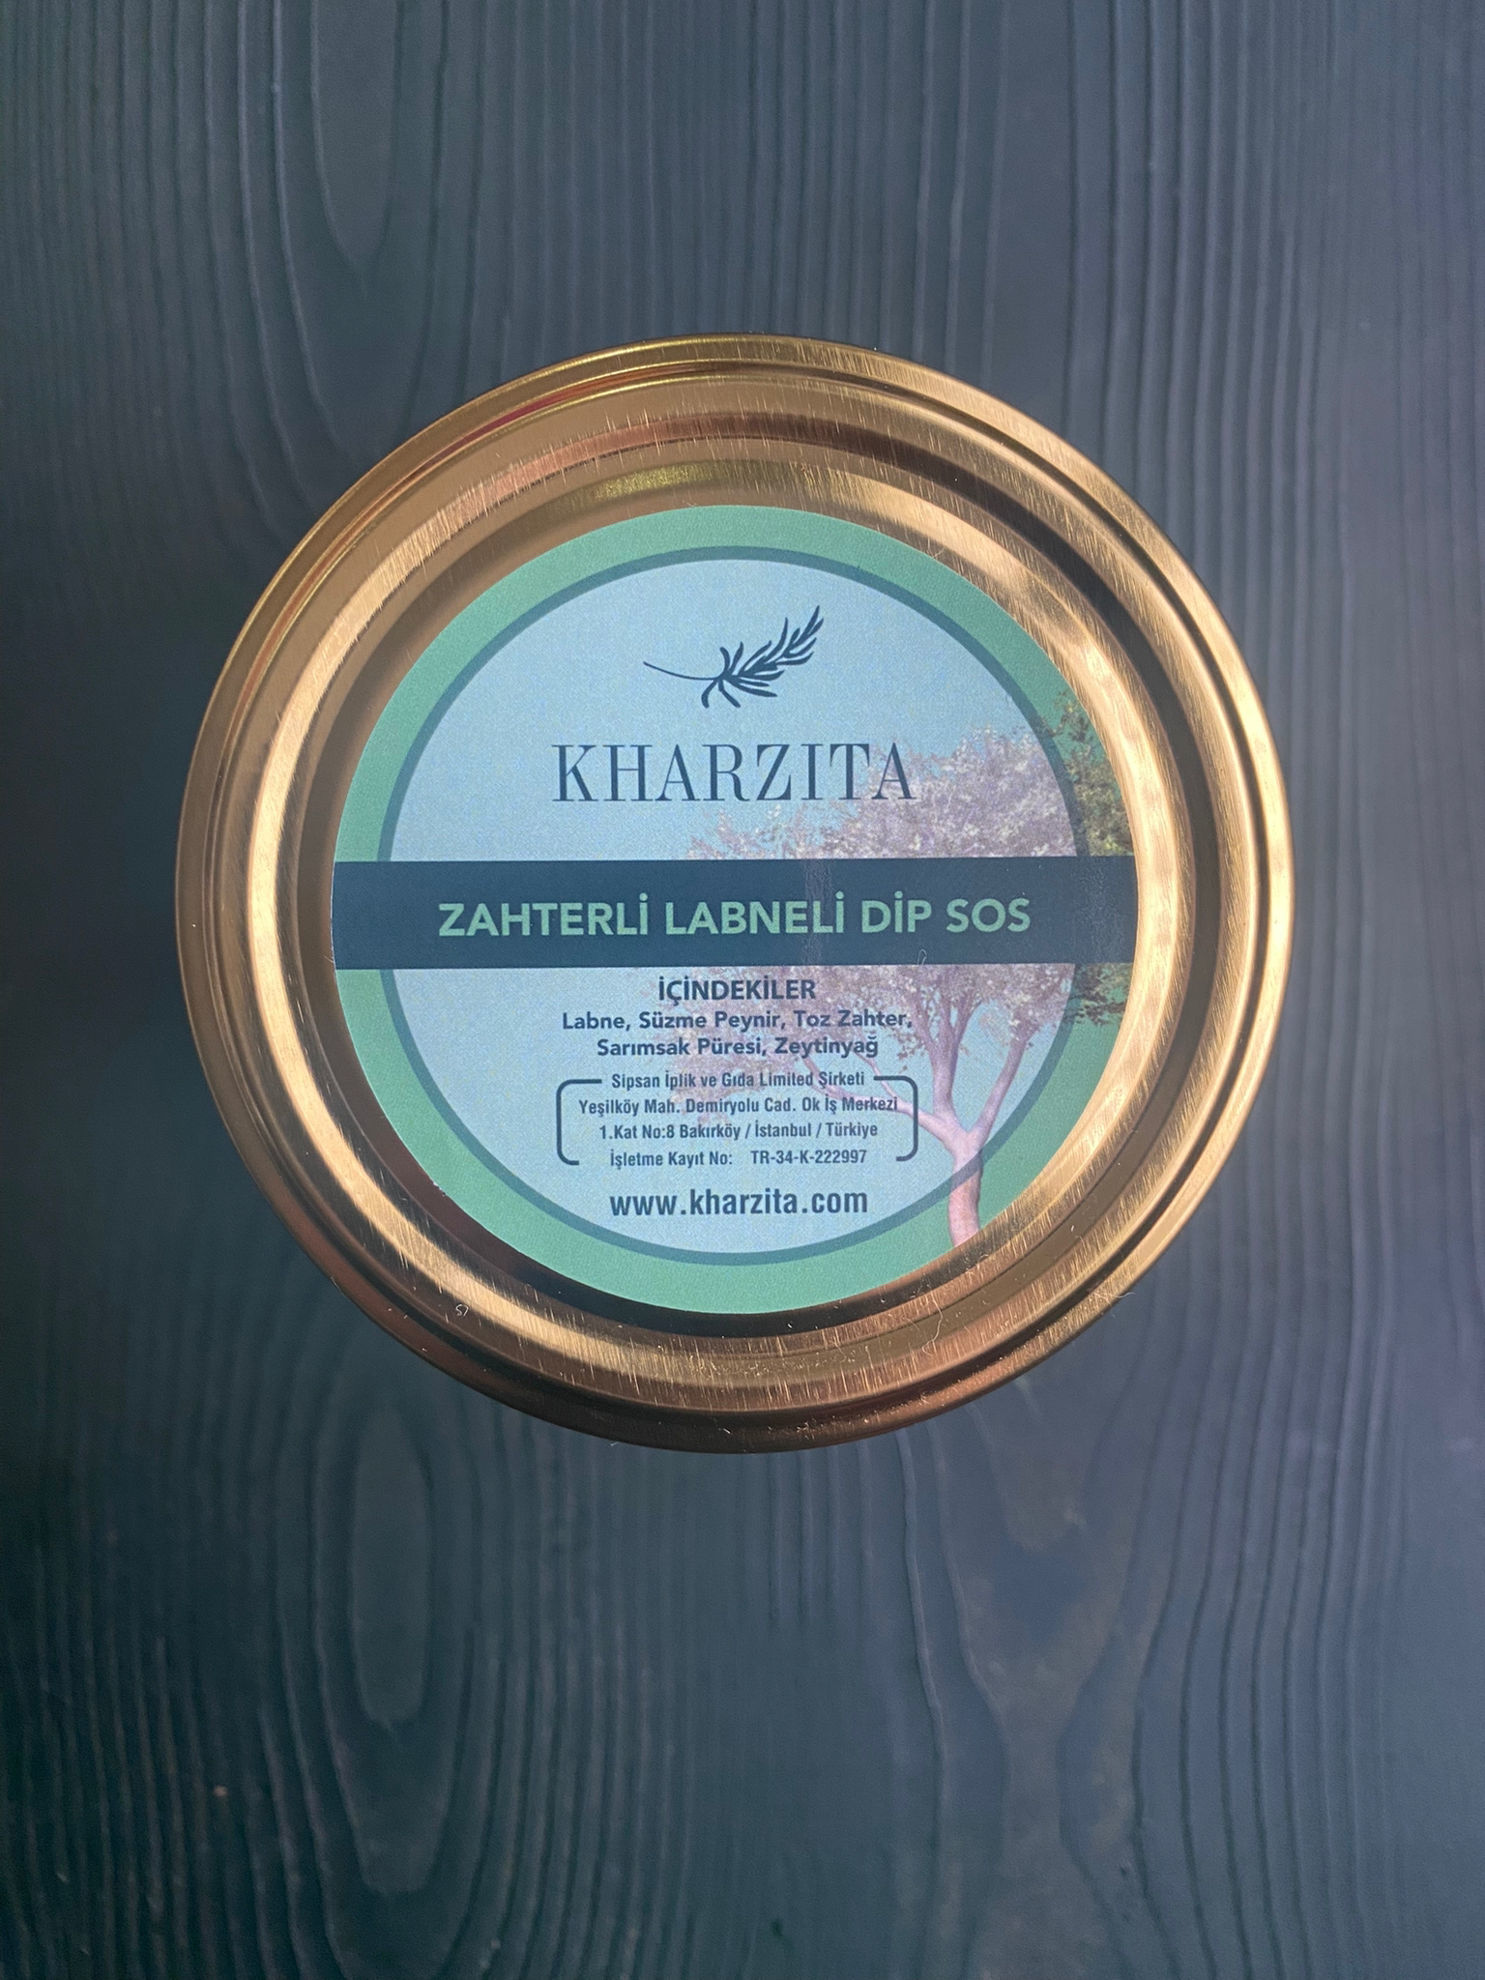 KHARZITA
ZAHTERLİ LABNELİ DİP SOS
İÇİNDEKİLER
Labne, Süzme Peynir, Toz Zahter,
Sarımsak Püresi, Zeytinyağ
Sipsan İplik ve Gıda Limited Şirketi
Yeşilköy Mah. Demiryolu Cad. Ok İş Merkezi
1.Kat No:8 Bakırköy / İstanbul / Türkiye
İşletme Kayıt No: TR-34-K-222997
www.kharzita.com